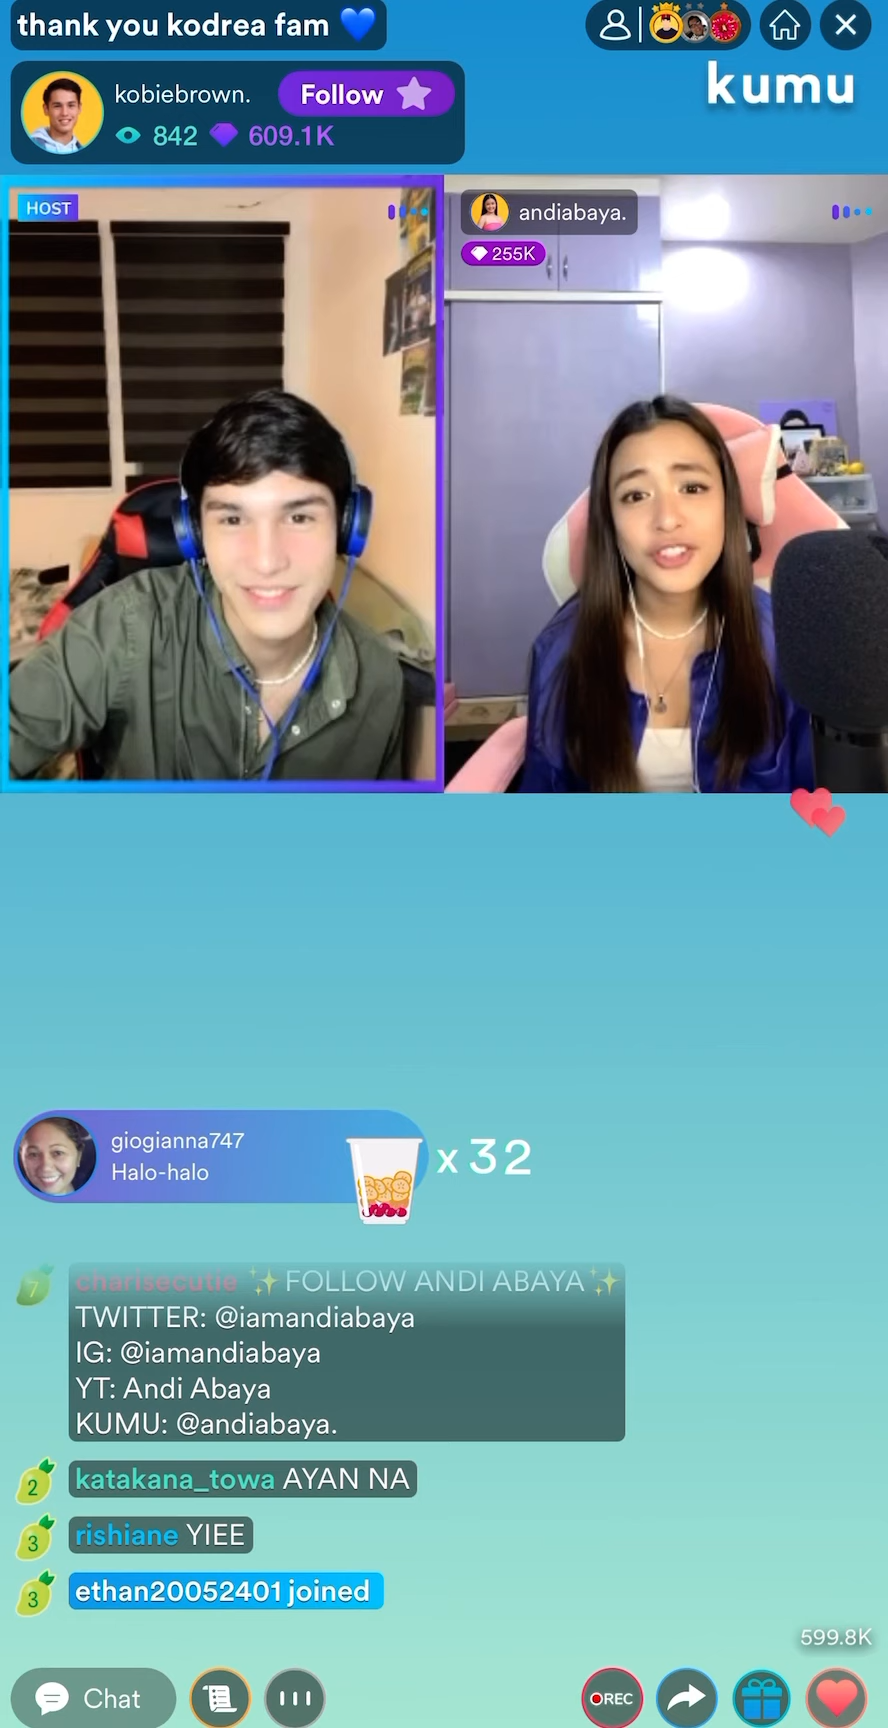 thank you kodrea fam 💙
kobiebrown.
Follow
842
609.1K
kumu
HOST
andiabaya.
255K
giogianna747
Halo-halo
x 32
7
charisecutie ✨FOLLOW ANDI ABAYA✨
TWITTER: @iamandiabaya
IG: @iamandiabaya
YT: Andi Abaya
KUMU: @andiabaya.
2 katakana_towa AYAN NA
3 rishiane YIEE
3 ethan20052401 joined
599.8K
Chat
REC